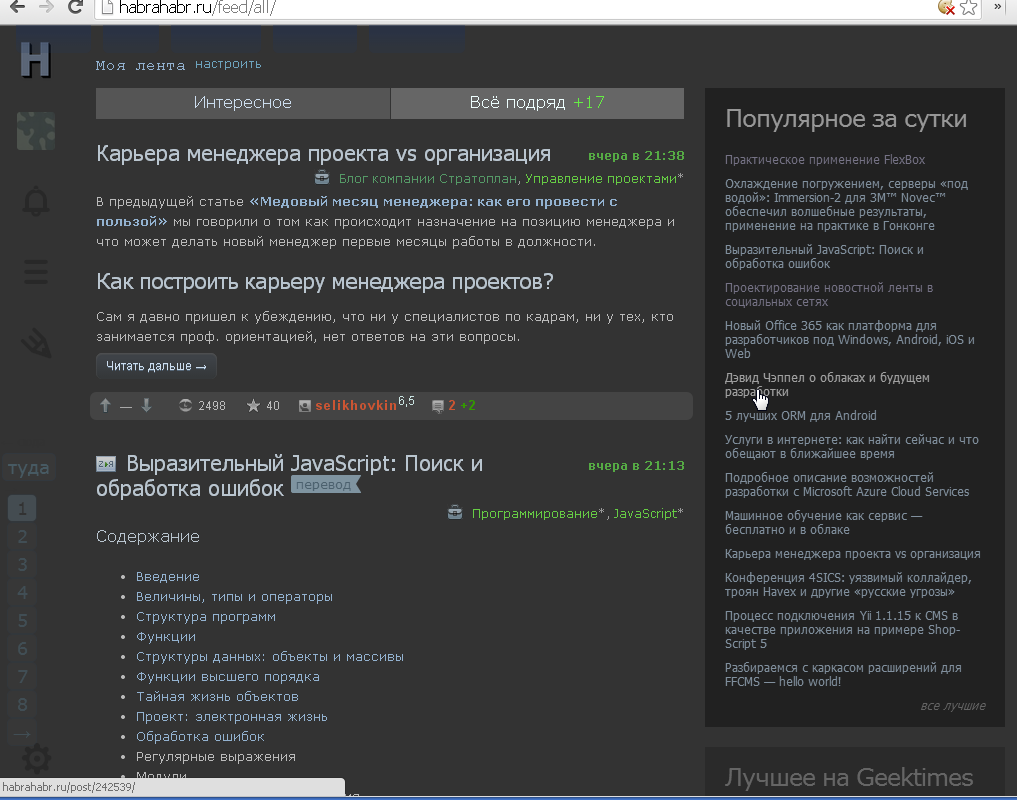 habrahabr.ru/feed/all/
»
H
Моя лента настроить
Интересное
Всё подряд +17
Карьера менеджера проекта vs организация
вчера в 21:38
Блог компании Стратоплан, Управление проектами*
В предыдущей статье «Медовый месяц менеджера: как его провести с
пользой» мы говорили о том как происходит назначение на позицию менеджера и
что может делать новый менеджер первые месяцы работы в должности.
Как построить карьеру менеджера проектов?
Сам я давно пришел к убеждению, что ни у специалистов по кадрам, ни у тех, кто
занимается проф. ориентацией, нет ответов на эти вопросы.
Читать дальше →
↑ — ↓ 2498 40 selikhovkin 6,5 2 +2
Выразительный JavaScript: Поиск и
обработка ошибок перевод
вчера в 21:13
Программирование*, JavaScript*
Содержание
• Введение
• Величины, типы и операторы
• Структура программ
• Функции
• Структуры данных: объекты и массивы
• Функции высшего порядка
• Тайная жизнь объектов
• Проект: электронная жизнь
• Обработка ошибок
• Регулярные выражения
• Модули
туда
1
2
3
4
5
6
7
8
→
Популярное за сутки
Практическое применение FlexBox
Охлаждение погружением, серверы «под
водой»: Immersion-2 для 3M™ Novec™
обеспечил волшебные результаты,
применение на практике в Гонконге
Выразительный JavaScript: Поиск и
обработка ошибок
Проектирование новостной ленты в
социальных сетях
Новый Office 365 как платформа для
разработчиков под Windows, Android, iOS и
Web
Дэвид Чэппел о облаках и будущем
разработки
5 лучших ORM для Android
Услуги в интернете: как найти сейчас и что
обещают в ближайшее время
Подробное описание возможностей
разработки с Microsoft Azure Cloud Services
Машинное обучение как сервис —
бесплатно и в облаке
Карьера менеджера проекта vs организация
Конференция 4SICS: уязвимый коллайдер,
троян Havex и другие «русские угрозы»
Процесс подключения Yii 1.1.15 к CMS в
качестве приложения на примере Shop-
Script 5
Разбираемся с каркасом расширений для
FFCMS — hello world!
все лучшие
Лучшее на Geektimes
habrahabr.ru/post/242539/